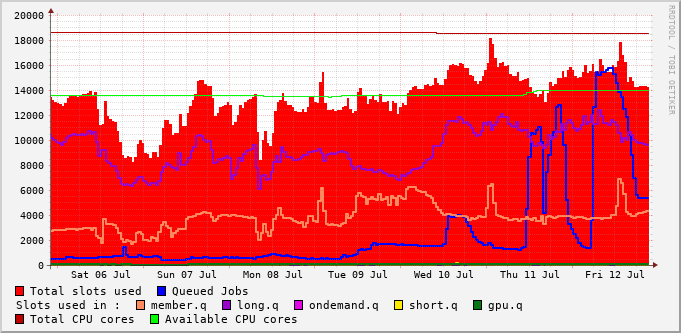 20000
18000
16000
14000
12000
10000
8000
6000
4000
2000
0
Sat 06 Jul Sun 07 Jul Mon 08 Jul Tue 09 Jul Wed 10 Jul Thu 11 Jul Fri 12 Jul
Total slots used Queued Jobs
Slots used in : member.q long.q ondemand.q short.q gpu.q
Total CPU cores Available CPU cores
RRDTOOL / TOBI OETIKER